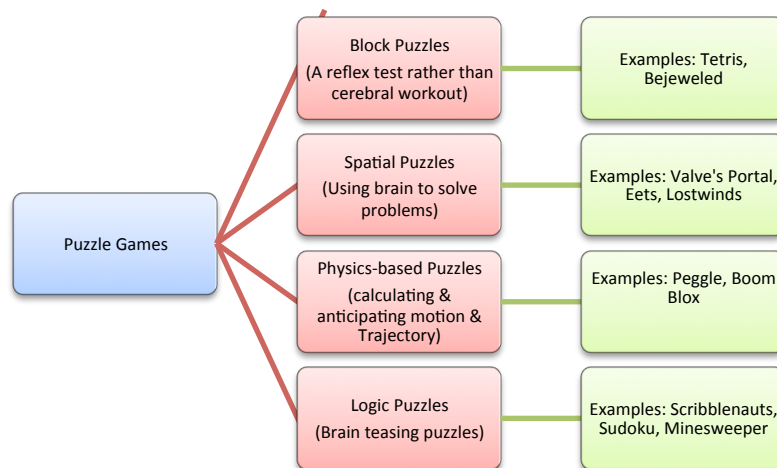 Block Puzzles
(A reflex test rather than
cerebral workout)
Examples: Tetris,
Bejeweled
Spatial Puzzles
(Using brain to solve
problems)
Examples: Valve's Portal,
Eets, Lostwinds
Puzzle Games
Physics-based Puzzles
(calculating &
anticipating motion &
Trajectory)
Examples: Peggle, Boom
Blox
Logic Puzzles
(Brain teasing puzzles)
Examples: Scribblenauts,
Sudoku, Minesweeper